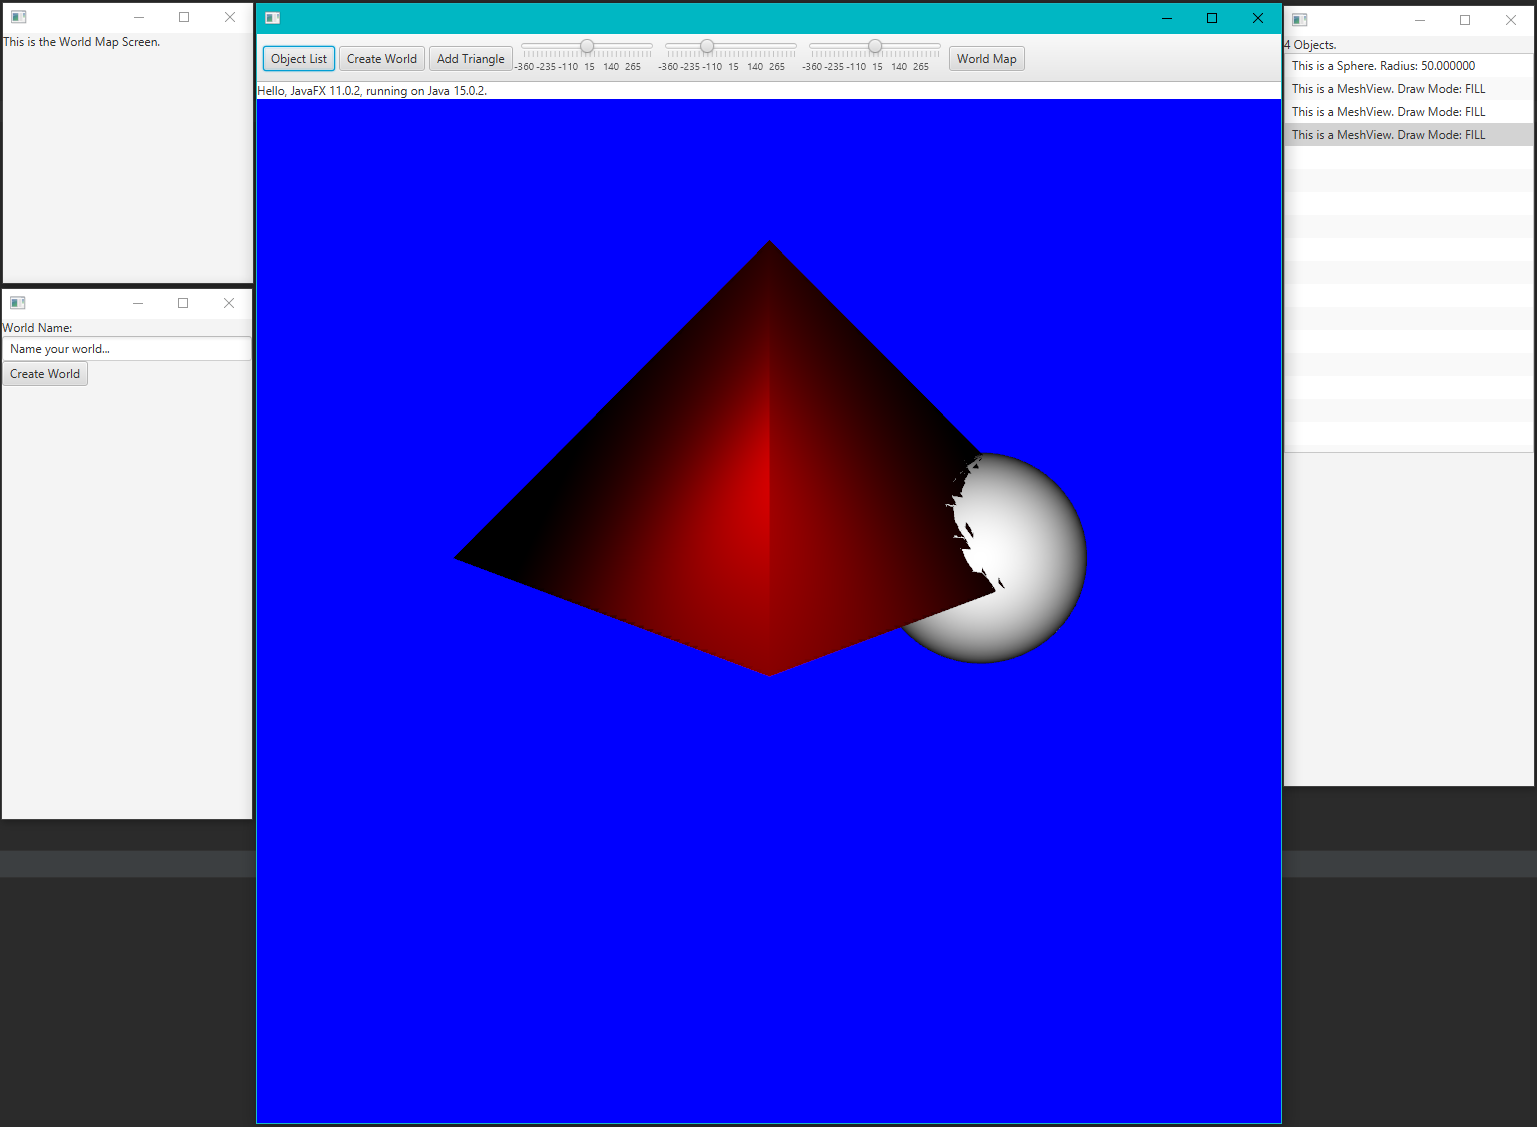 This is the World Map Screen.
World Name:
Name your world...
Create World
Object List
Create World
Add Triangle
-360 -235 -110 15 140 265
-360 -235 -110 15 140 265
-360 -235 -110 15 140 265
World Map
Hello, JavaFX 11.0.2, running on Java 15.0.2.
4 Objects.
This is a Sphere. Radius: 50.000000
This is a MeshView. Draw Mode: FILL
This is a MeshView. Draw Mode: FILL
This is a MeshView. Draw Mode: FILL